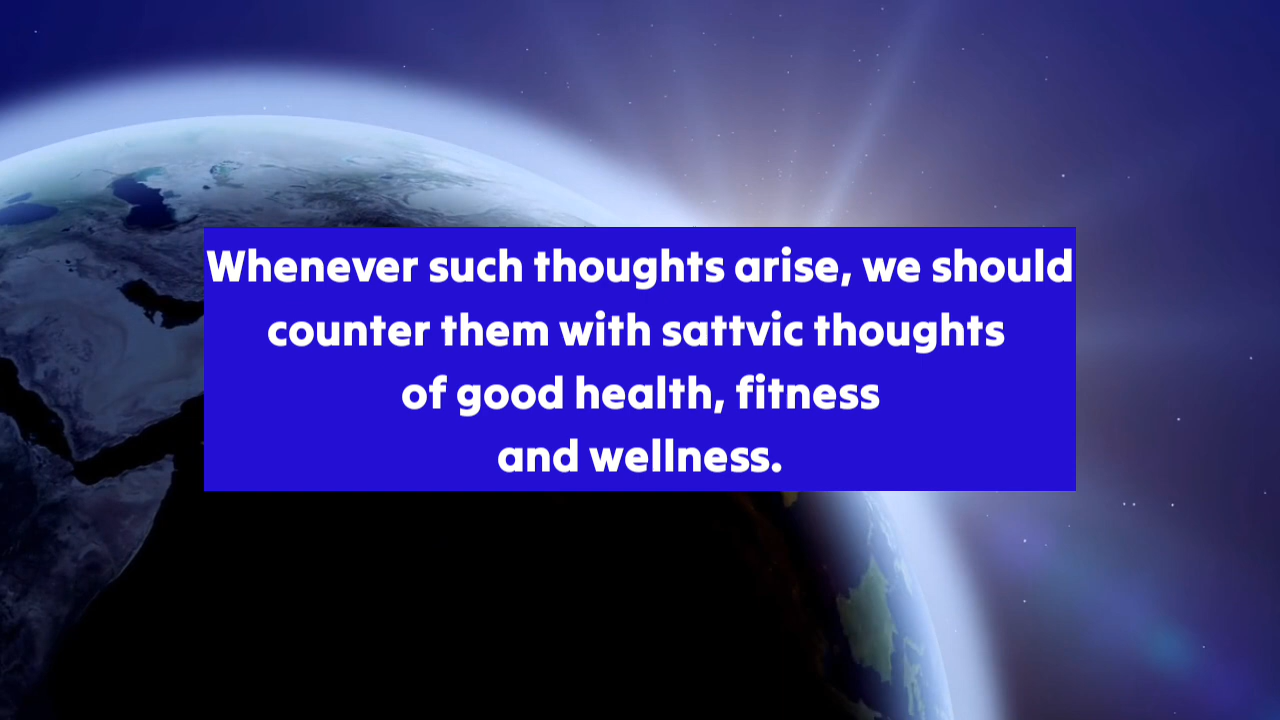 Whenever such thoughts arise, we should
counter them with sattvic thoughts
of good health, fitness
and wellness.